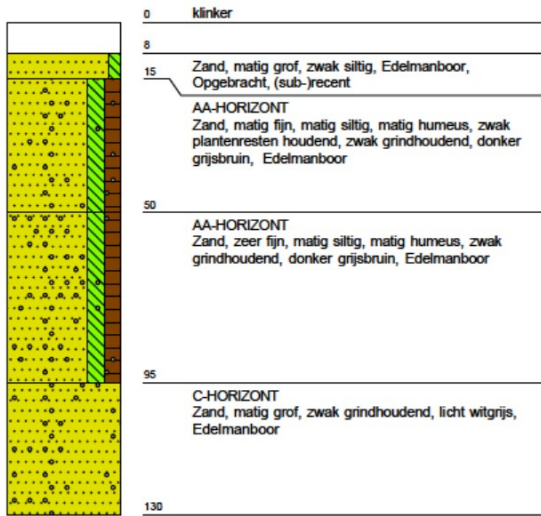 0 klinker
8
Zand, matig grof, zwak siltig, Edelmanboor,
15 Opgebracht, (sub-)recent
AA-HORIZONT
Zand, matig fijn, matig siltig, matig humeus, zwak
plantenresten houdend, zwak grindhoudend, donker
grijsbruin, Edelmanboor
50
AA-HORIZONT
Zand, zeer fijn, matig siltig, matig humeus, zwak
grindhoudend, donker grijsbruin, Edelmanboor
95
C-HORIZONT
Zand, matig grof, zwak grindhoudend, licht witgrijs,
Edelmanboor
130